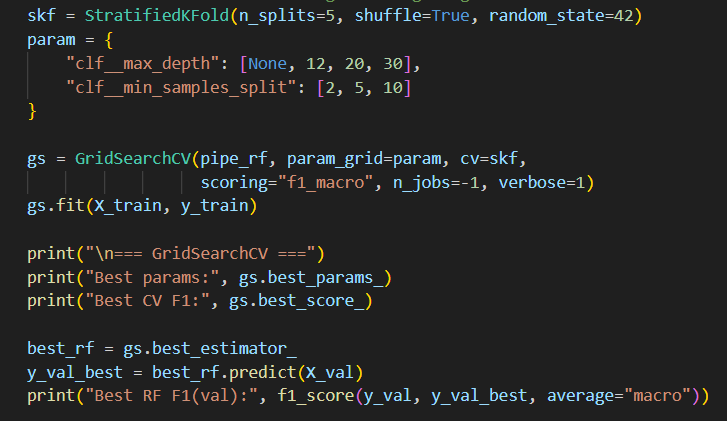 skf = StratifiedKFold(n_splits=5, shuffle=True, random_state=42)
param = {
    "clf__max_depth": [None, 12, 20, 30],
    "clf__min_samples_split": [2, 5, 10]
}

gs = GridSearchCV(pipe_rf, param_grid=param, cv=skf,
                  scoring="f1_macro", n_jobs=-1, verbose=1)
gs.fit(X_train, y_train)

print("\n=== GridSearchCV ===")
print("Best params:", gs.best_params_)
print("Best CV F1:", gs.best_score_)

best_rf = gs.best_estimator_
y_val_best = best_rf.predict(X_val)
print("Best RF F1(val):", f1_score(y_val, y_val_best, average="macro"))